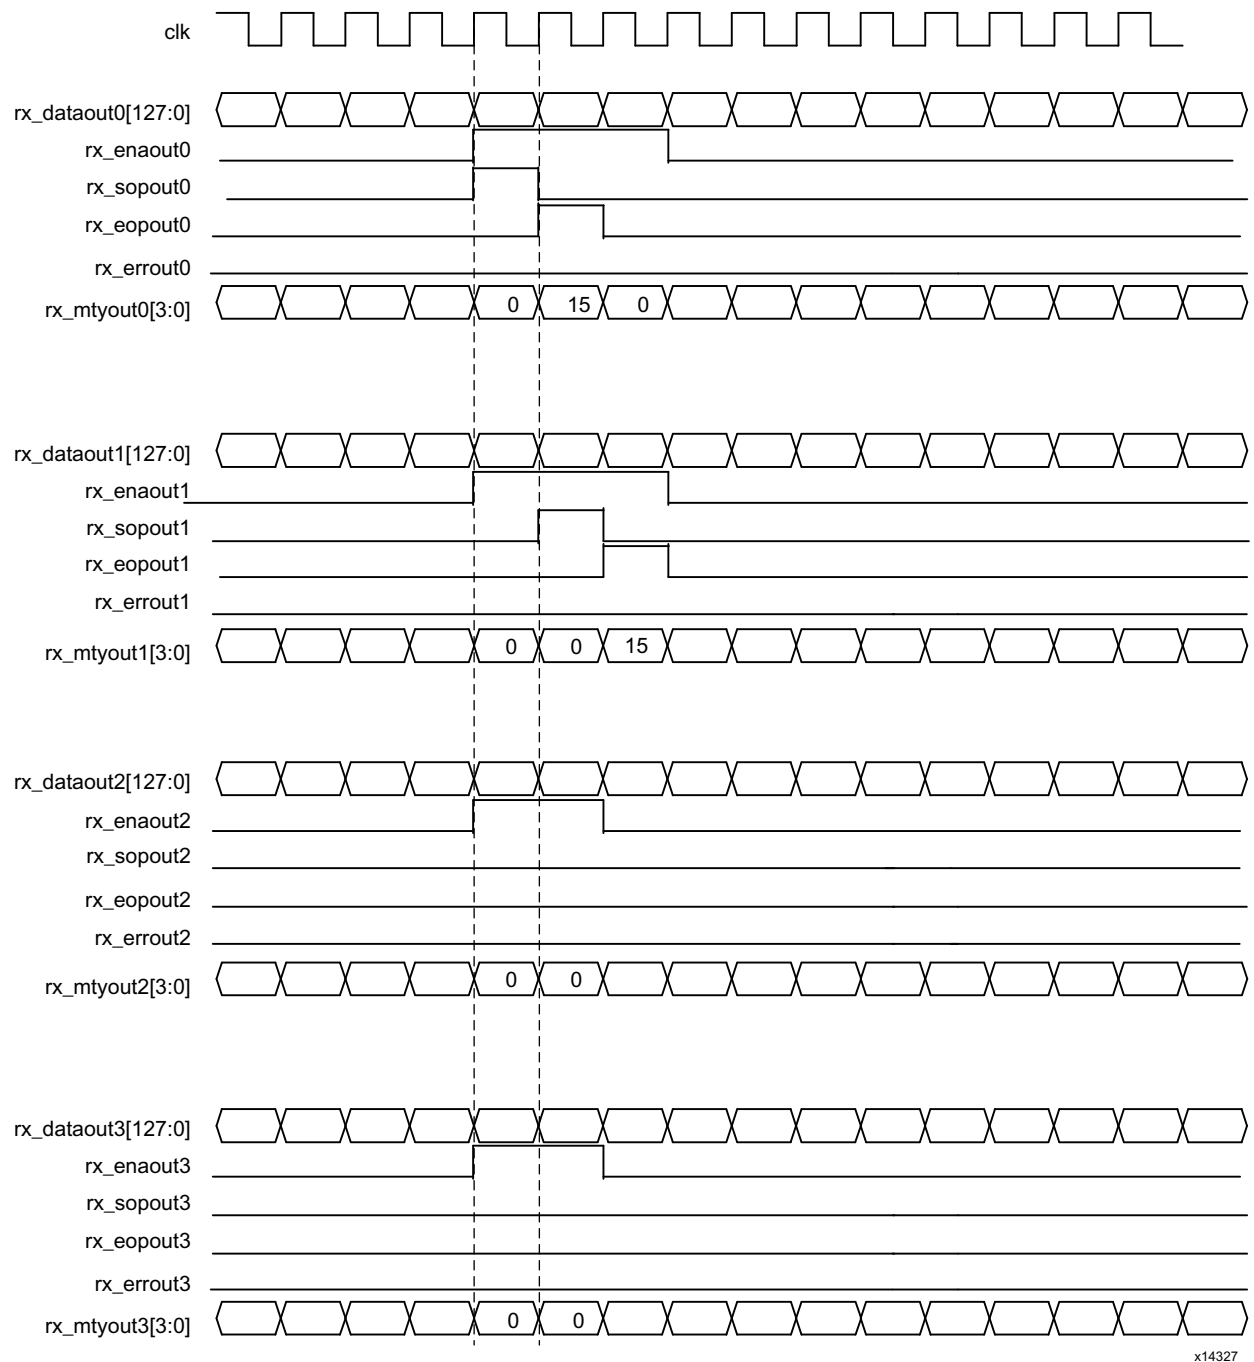 clk
rx_dataout0[127:0]
rx_enaout0
rx_sopout0
rx_eopout0
rx_errout0
rx_mtyout0[3:0] 0 15 0
rx_dataout1[127:0]
rx_enaout1
rx_sopout1
rx_eopout1
rx_errout1
rx_mtyout1[3:0] 0 0 15
rx_dataout2[127:0]
rx_enaout2
rx_sopout2
rx_eopout2
rx_errout2
rx_mtyout2[3:0] 0 0
rx_dataout3[127:0]
rx_enaout3
rx_sopout3
rx_eopout3
rx_errout3
rx_mtyout3[3:0] 0 0
x14327